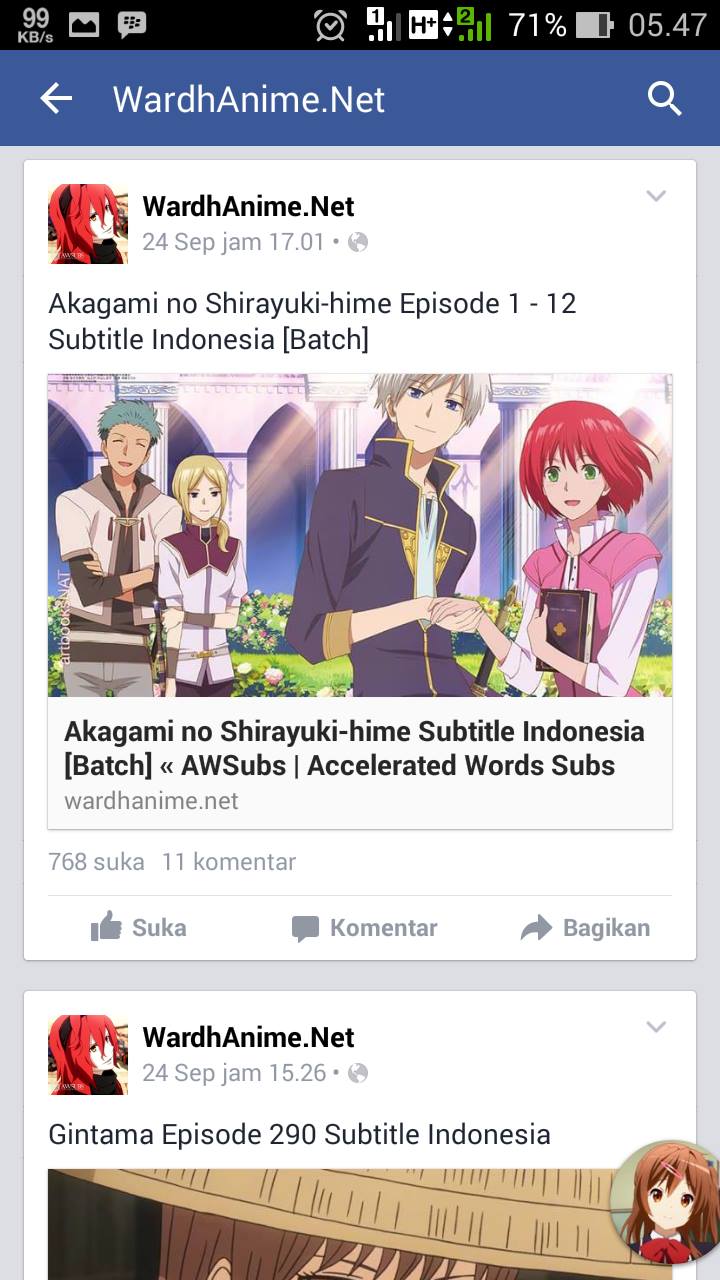 99
KB/s
1
H+
2
71%
05.47
WardhAnime.Net
WardhAnime.Net
24 Sep jam 17.01 •
Akagami no Shirayuki-hime Episode 1 - 12
Subtitle Indonesia [Batch]
artbooksNAT
Akagami no Shirayuki-hime Subtitle Indonesia
[Batch] « AWSubs | Accelerated Words Subs
wardhanime.net
768 suka 11 komentar
Suka
Komentar
Bagikan
WardhAnime.Net
24 Sep jam 15.26 •
Gintama Episode 290 Subtitle Indonesia